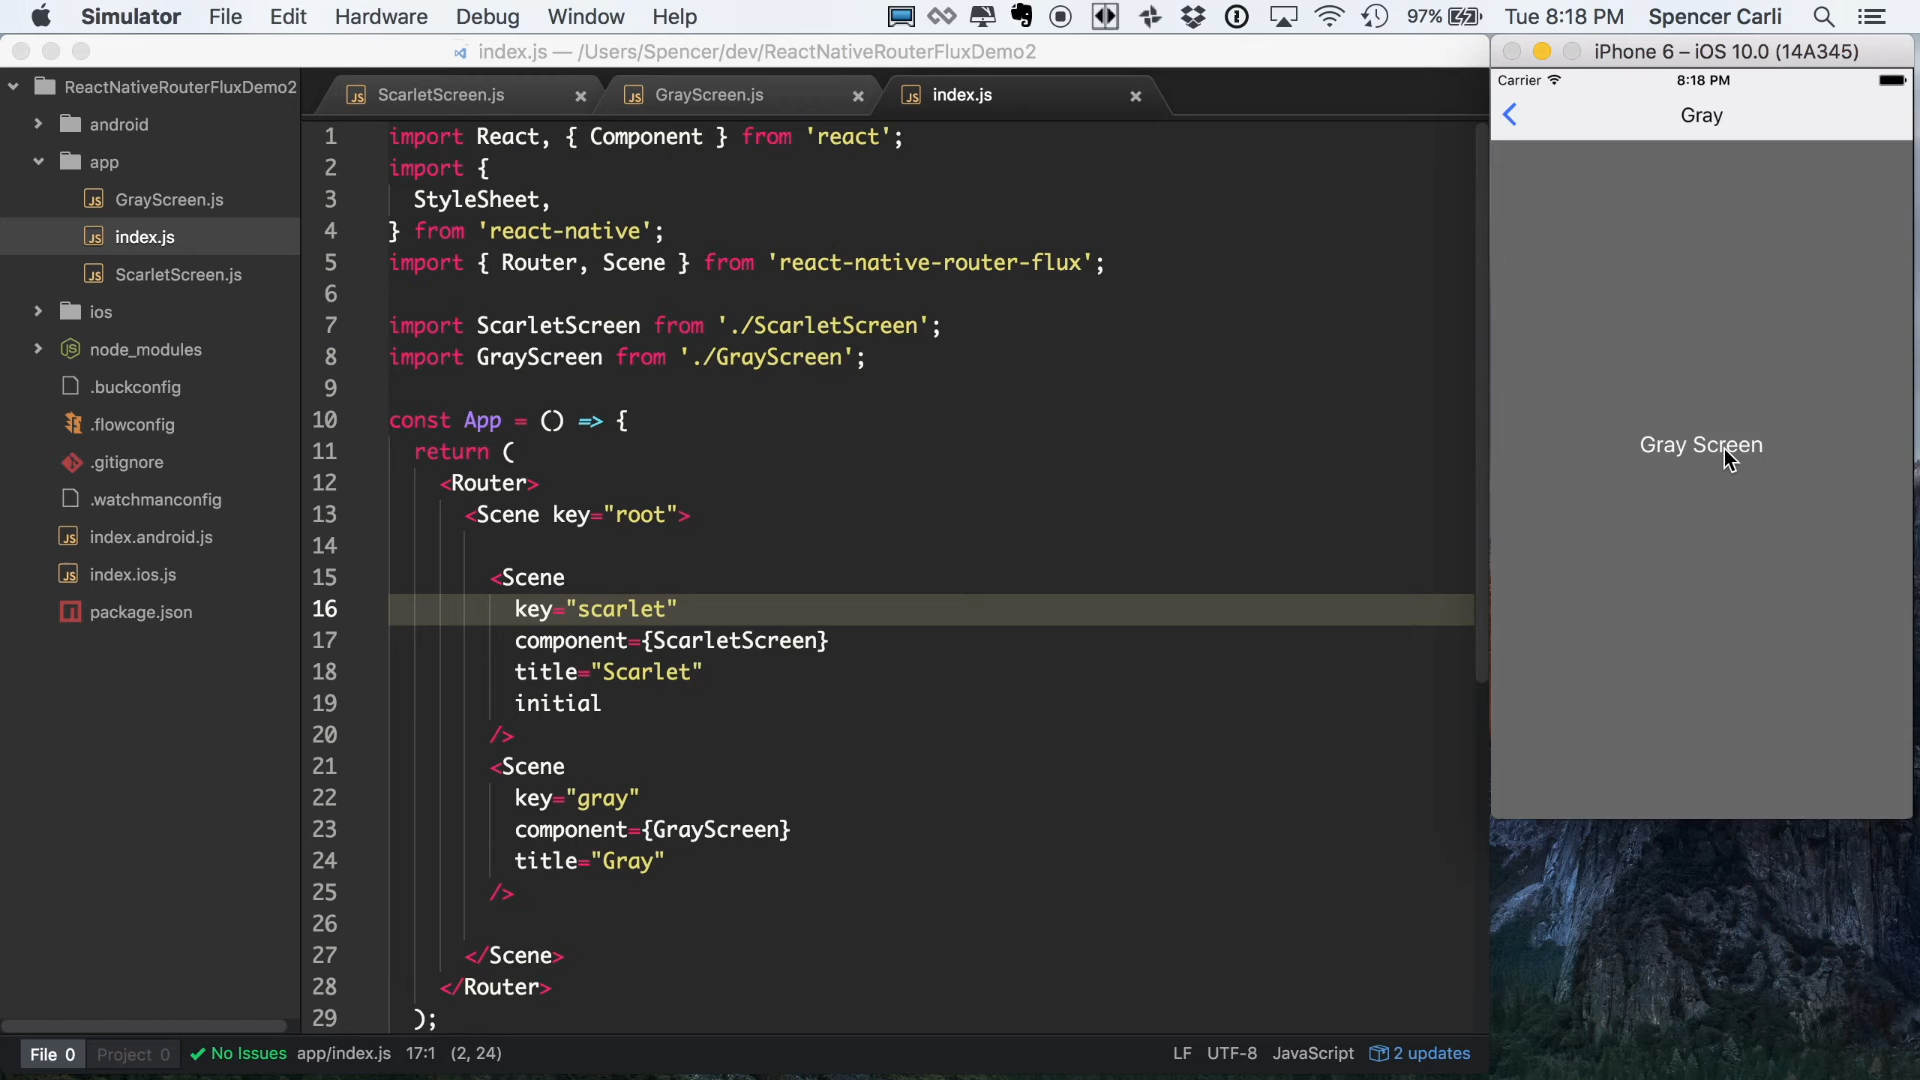 Simulator File Edit Hardware Debug Window Help 97% Tue 8:18 PM Spencer Carli
index.js — /Users/Spencer/dev/ReactNativeRouterFluxDemo2
ReactNativeRouterFluxDemo2
android
app
GrayScreen.js
index.js
ScarletScreen.js
ios
node_modules
.buckconfig
.flowconfig
.gitignore
.watchmanconfig
index.android.js
index.ios.js
package.json
ScarletScreen.js GrayScreen.js index.js
1 import React, { Component } from 'react';
2 import {
3 StyleSheet,
4 } from 'react-native';
5 import { Router, Scene } from 'react-native-router-flux';
6
7 import ScarletScreen from './ScarletScreen';
8 import GrayScreen from './GrayScreen';
9
10 const App = () => {
11 return (
12 <Router>
13 <Scene key="root">
14
15 <Scene
16 key="scarlet"
17 component={ScarletScreen}
18 title="Scarlet"
19 initial
20 />
21 <Scene
22 key="gray"
23 component={GrayScreen}
24 title="Gray"
25 />
26
27 </Scene>
28 </Router>
29 );
File 0 Project 0 No Issues app/index.js 17:1 (2, 24) LF UTF-8 JavaScript 2 updates
iPhone 6 – iOS 10.0 (14A345)
Carrier 8:18 PM
Gray
Gray Screen